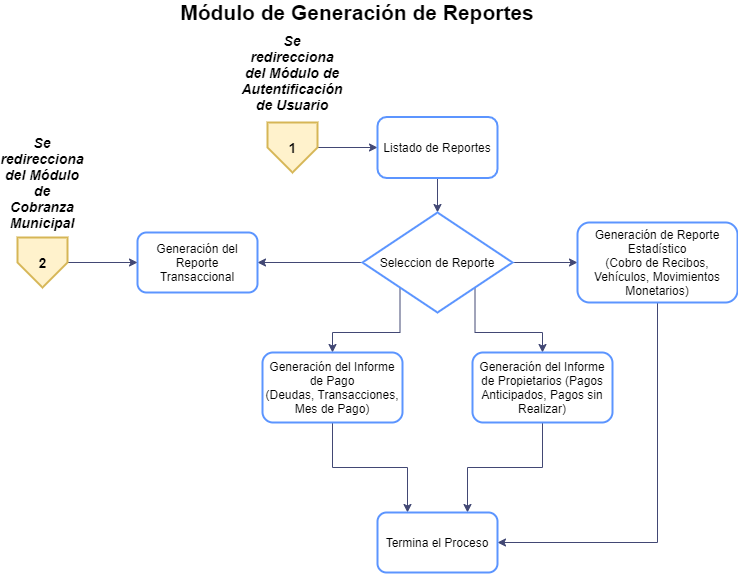 Módulo de Generación de Reportes
Se
redirecciona
del Módulo de
Autentificación
de Usuario
1
Listado de Reportes
Se
redirecciona
del Módulo
de
Cobranza
Municipal
2
Generación del
Reporte
Transaccional
Seleccion de Reporte
Generación de Reporte
Estadístico
(Cobro de Recibos,
Vehículos, Movimientos
Monetarios)
Generación del Informe
de Pago
(Deudas, Transacciones,
Mes de Pago)
Generación del Informe
de Propietarios (Pagos
Anticipados, Pagos sin
Realizar)
Termina el Proceso